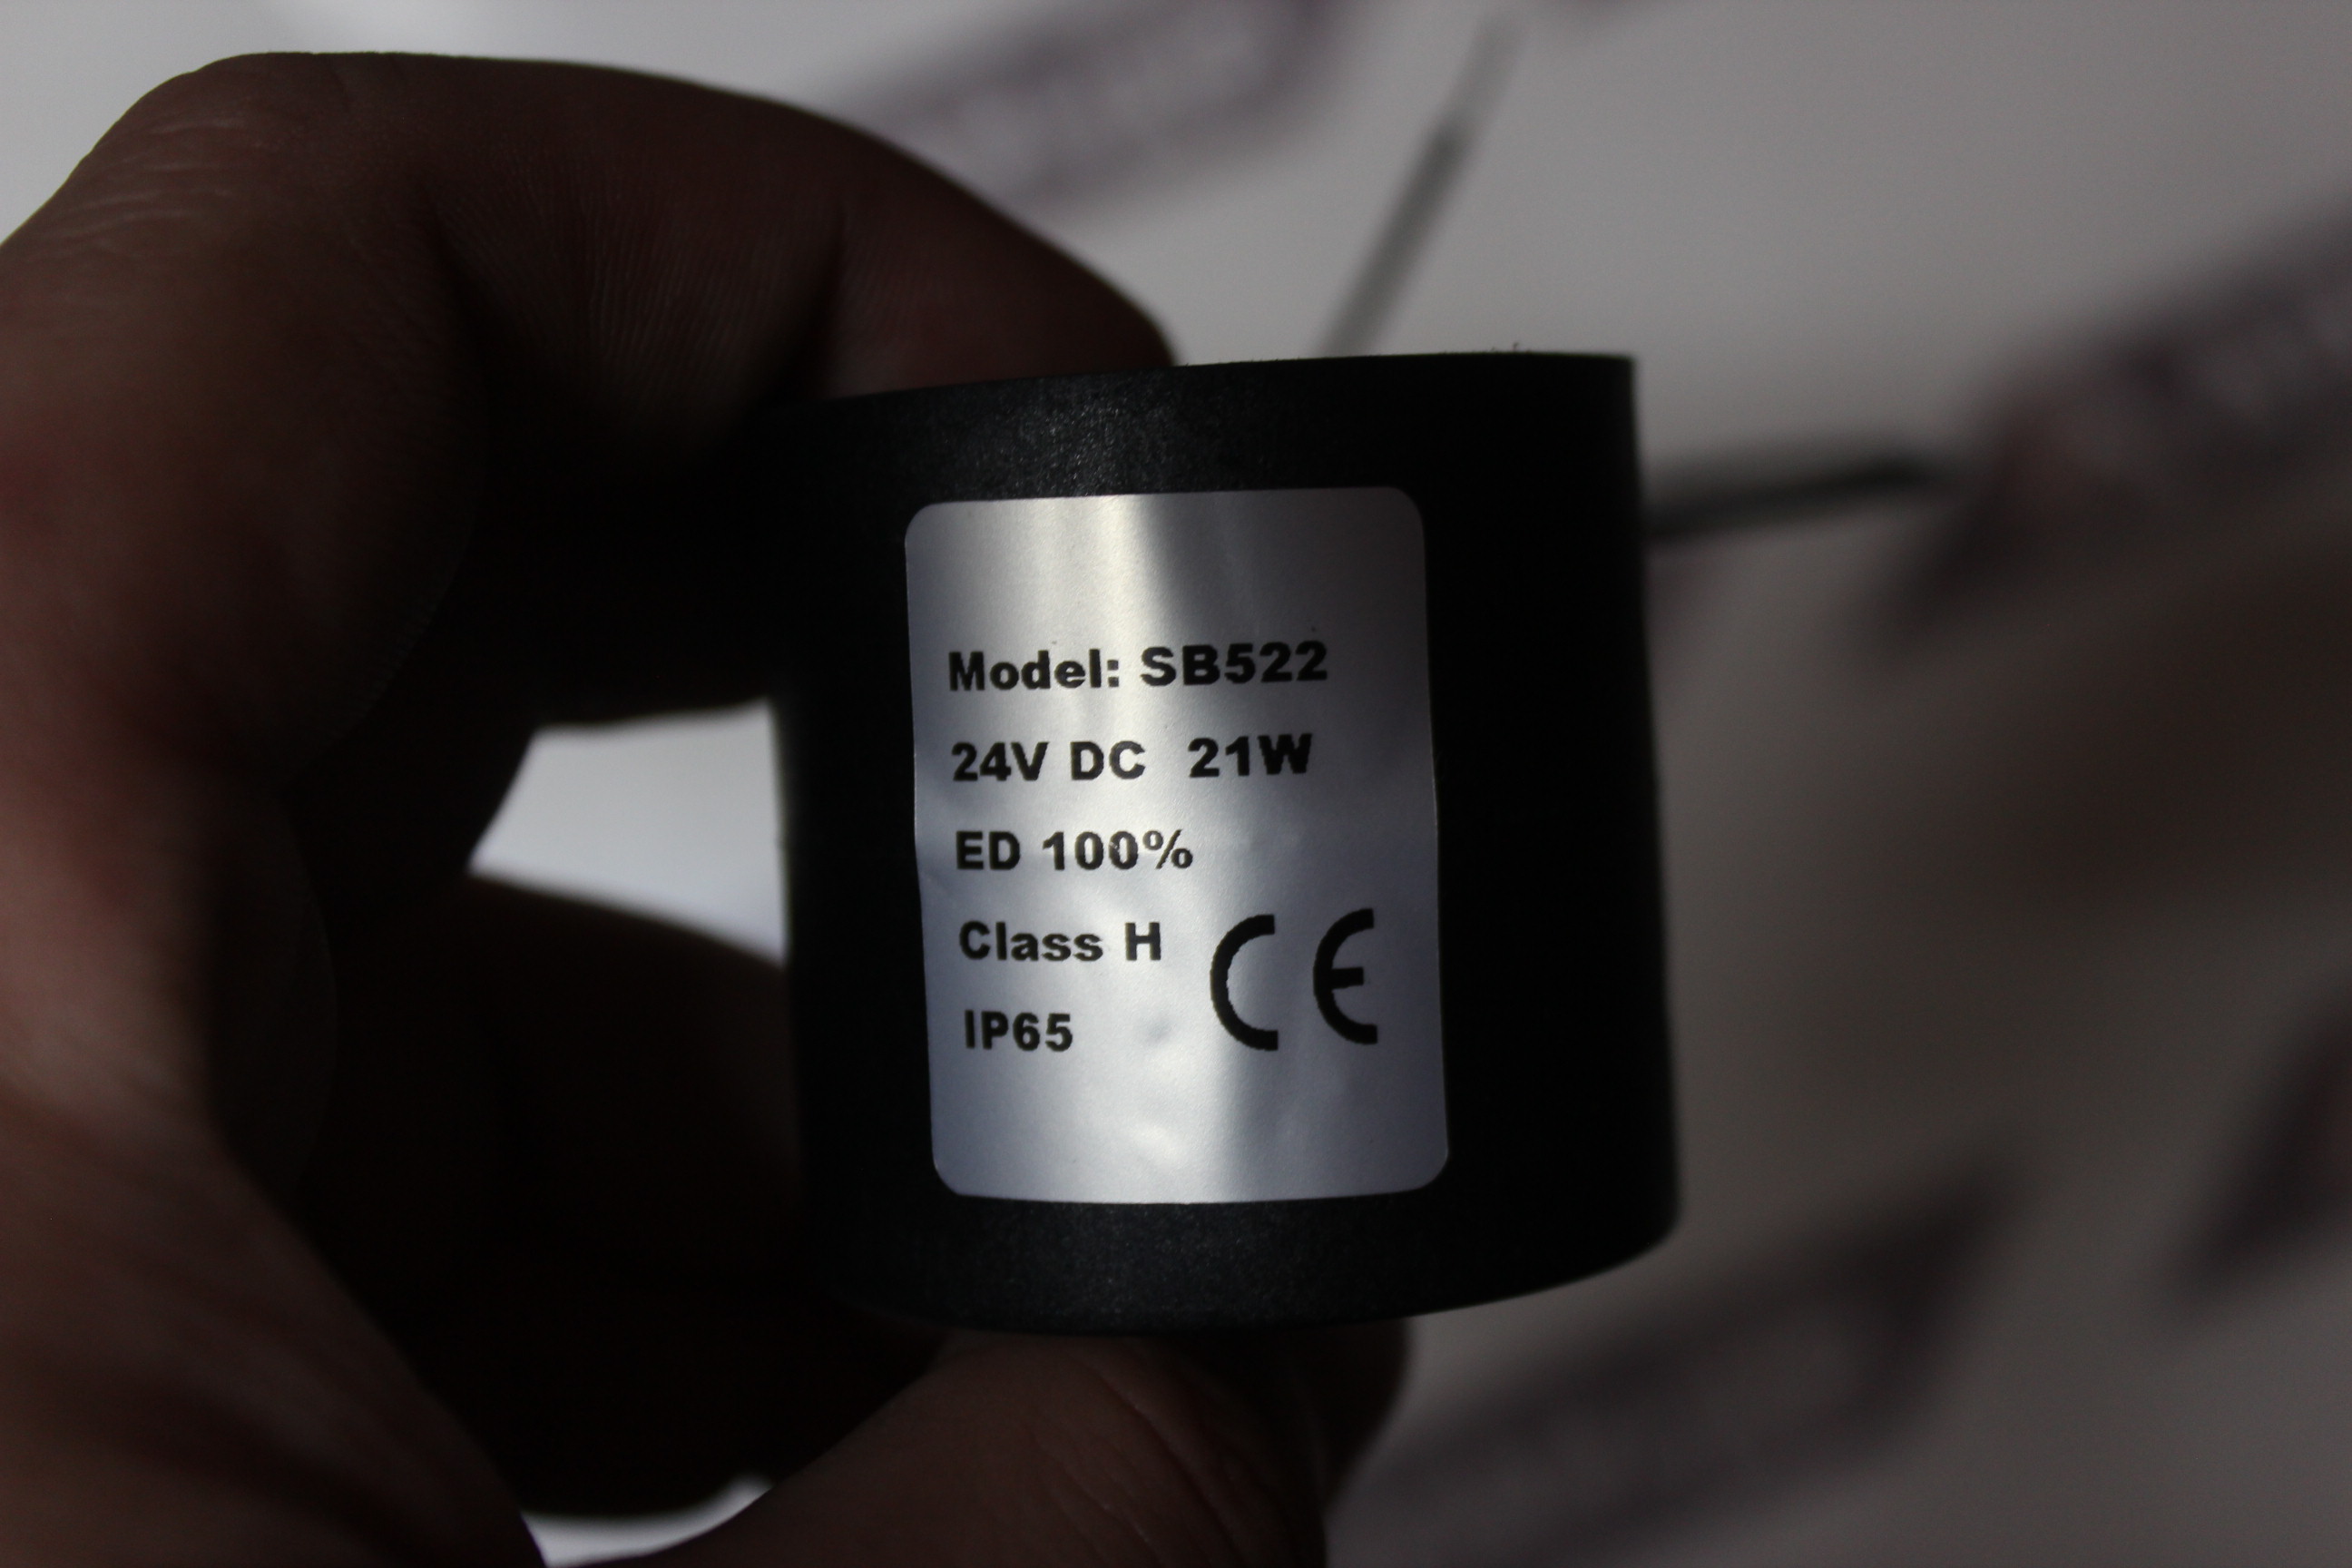 Model: SB522
24V DC 21W
ED 100%
Class H
IP65
CE